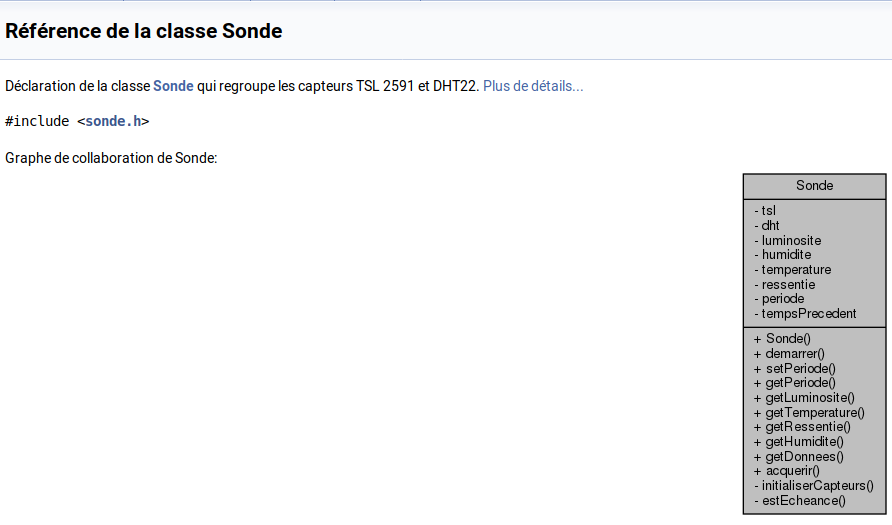 Référence de la classe Sonde
Déclaration de la classe Sonde qui regroupe les capteurs TSL 2591 et DHT22. Plus de détails...
#include <sonde.h>
Graphe de collaboration de Sonde:
Sonde
- tsl
- dht
- luminosite
- humidite
- temperature
- ressentie
- periode
- tempsPrecedent
+ Sonde()
+ demarrer()
+ setPeriode()
+ getPeriode()
+ getLuminosite()
+ getTemperature()
+ getRessentie()
+ getHumidite()
+ getDonnees()
+ acquerir()
- initialiserCapteurs()
- estEcheance()